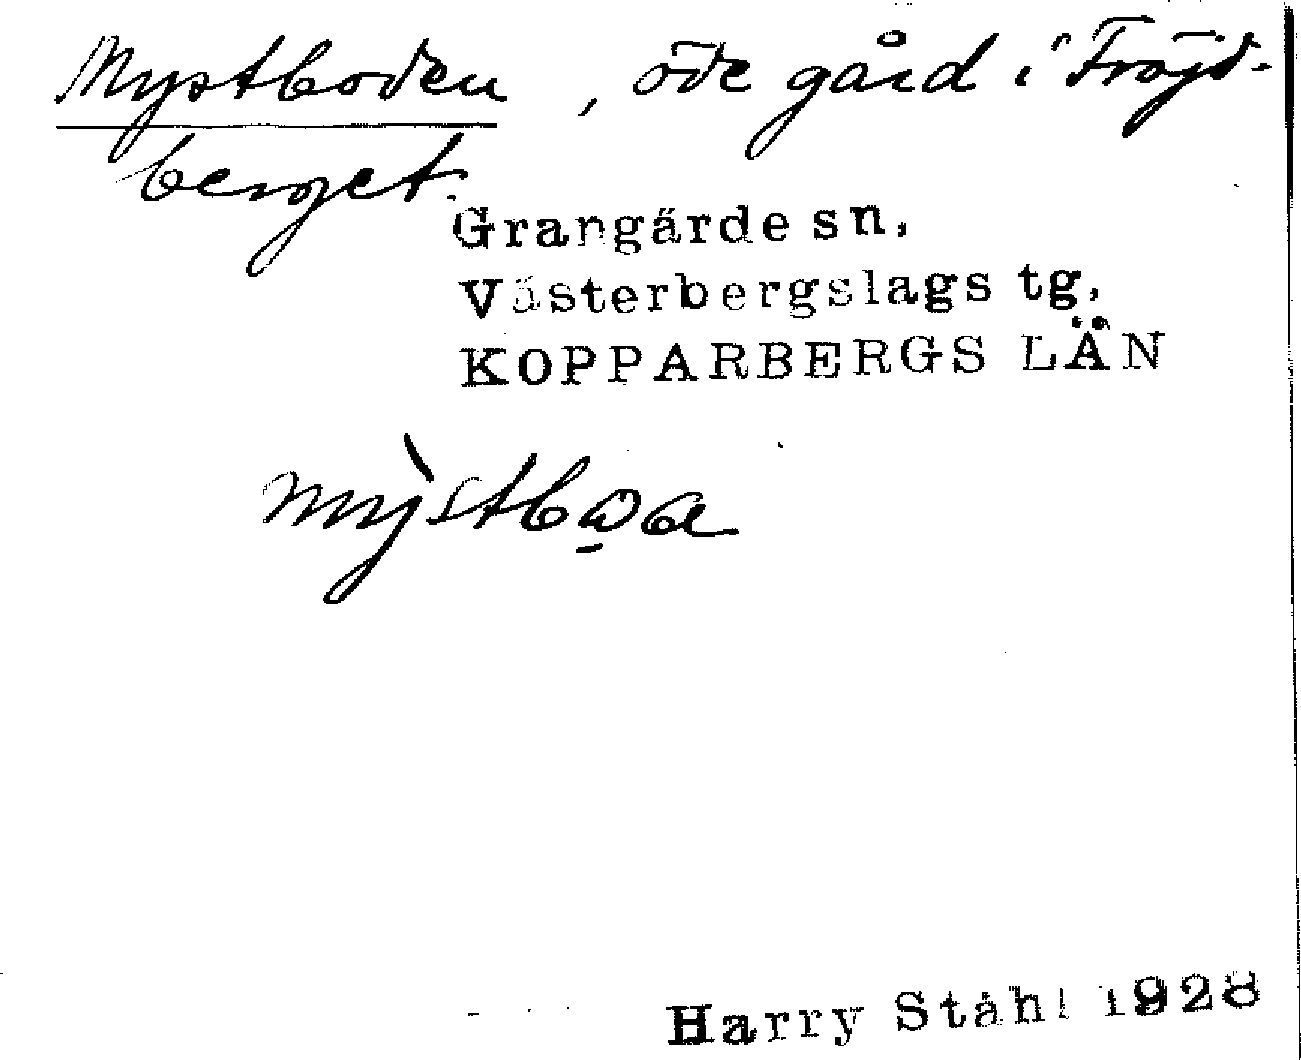 Mystboden, öde gård i Fröjd-
berget.
Grangärde sn,
Västerbergslags tg,
KOPPARBERGS LÄN
Harry Ståhl 1928